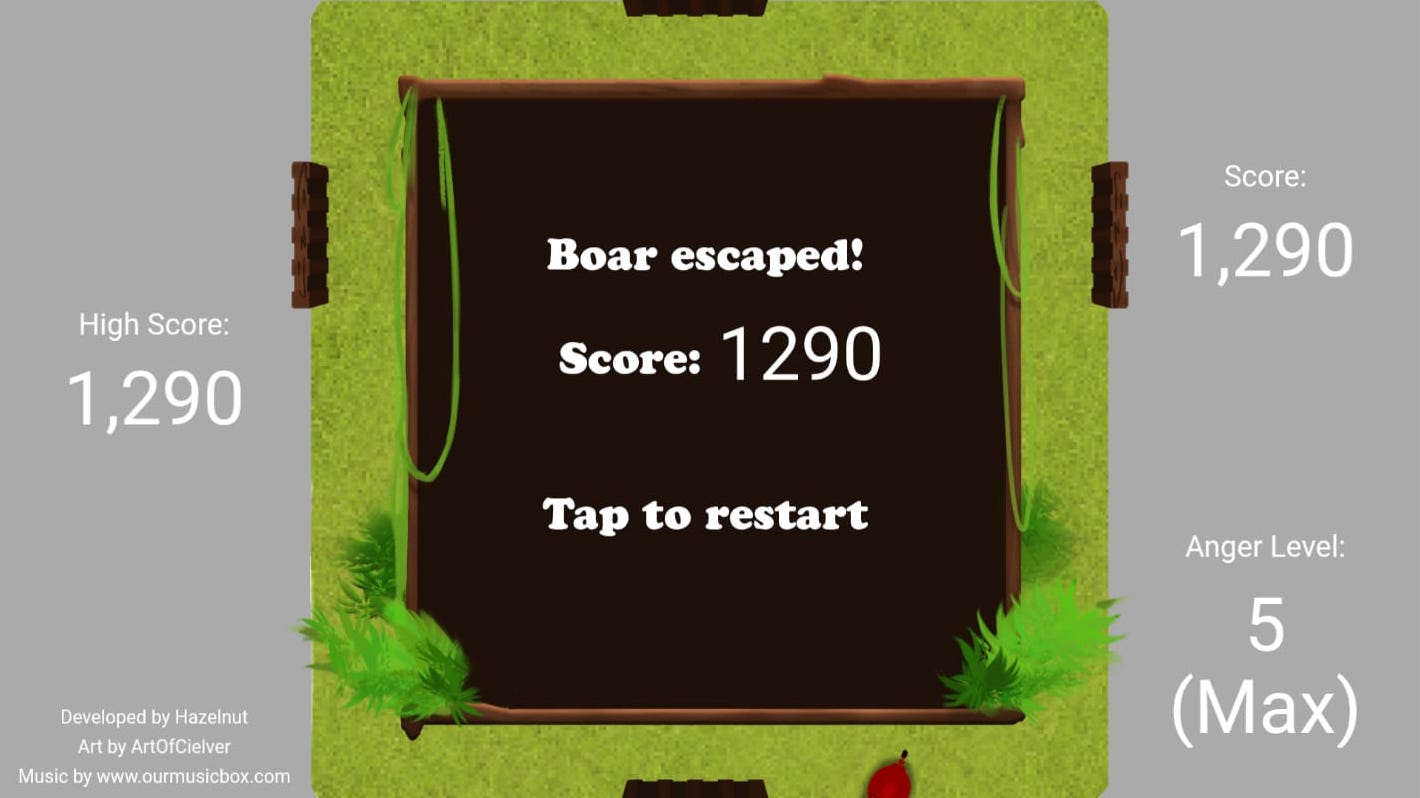 Boar escaped!
Score: 1290
Tap to restart
High Score:
1,290
Developed by Hazelnut
Art by ArtOfCielver
Music by www.ourmusicbox.com
Score:
1,290
Anger Level:
5
(Max)